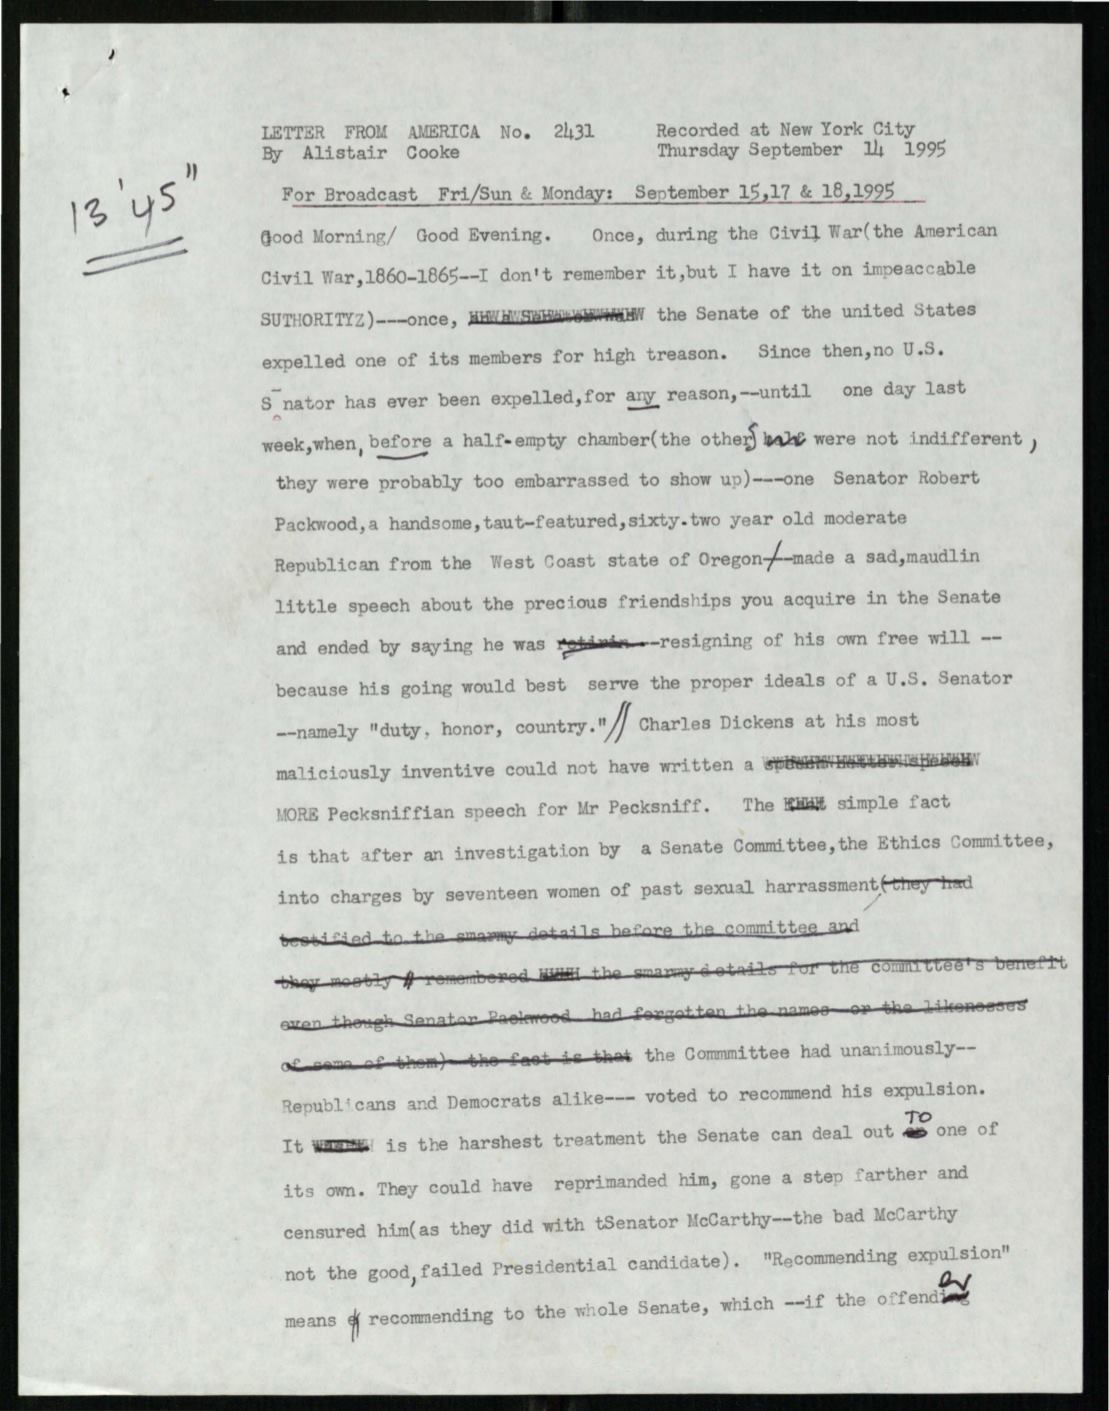 LETTER FROM AMERICA No. 2431 Recorded at New York City
By Alistair Cooke Thursday September 14 1995
13'45"
For Broadcast Fri/Sun & Monday: September 15,17 & 18,1995
Good Morning/ Good Evening. Once, during the Civil War(the American
Civil War,1860-1865--I don't remember it,but I have it on impeaccable
SUTHORITYZ)---once, the Senate of the united States
expelled one of its members for high treason. Since then,no U.S.
S nator has ever been expelled,for any reason,--until one day last
week,when, before a half-empty chamber(the others half were not indifferent,
they were probably too embarrassed to show up)---one Senator Robert
Packwood,a handsome,taut-featured,sixty.two year old moderate
Republican from the West Coast state of Oregon---made a sad,maudlin
little speech about the precious friendships you acquire in the Senate
and ended by saying he was retirin --resigning of his own free will --
because his going would best serve the proper ideals of a U.S. Senator
--namely "duty, honor, country."// Charles Dickens at his most
maliciously inventive could not have written a speech
MORE Pecksniffian speech for Mr Pecksniff. The simple fact
is that after an investigation by a Senate Committee,the Ethics Committee,
into charges by seventeen women of past sexual harrassment(they had
testified to the smarmy details before the committee and
they mostly remembered the smarmy details for the committee's benefit
even though Senator Packwood had forgotten the names or the likenesses
of some of them) the fact is that the Commmittee had unanimously--
Republicans and Democrats alike--- voted to recommend his expulsion.
It is the harshest treatment the Senate can deal out TO one of
its own. They could have reprimanded him, gone a step farther and
censured him(as they did with tSenator McCarthy--the bad McCarthy
not the good,failed Presidential candidate). "Recommending expulsion"
means recommending to the whole Senate, which --if the offender